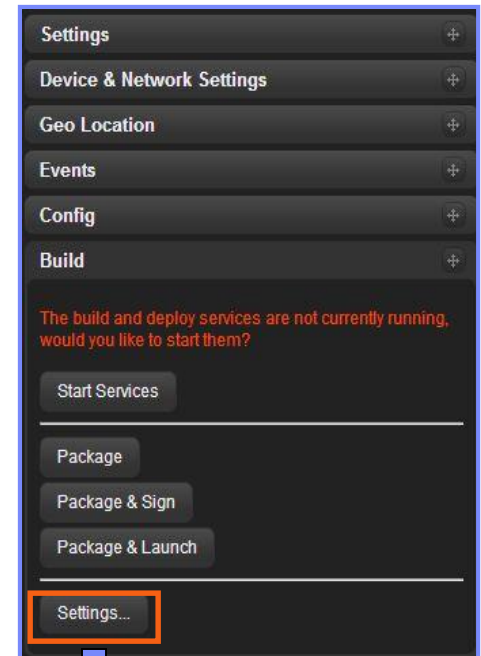 Settings
Device & Network Settings
Geo Location
Events
Config
Build
The build and deploy services are not currently running,
would you like to start them?
Start Services
Package
Package & Sign
Package & Launch
Settings...